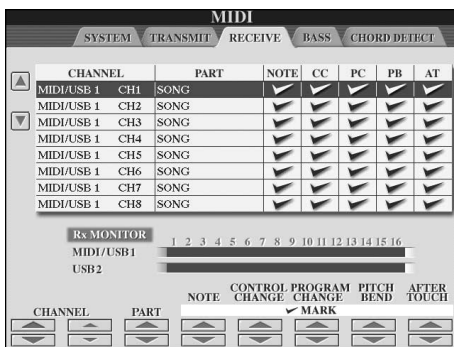 MIDI
SYSTEM TRANSMIT RECEIVE BASS CHORD DETECT
CHANNEL PART NOTE CC PC PB AT
MIDI/USB 1 CH1 SONG
MIDI/USB 1 CH2 SONG
MIDI/USB 1 CH3 SONG
MIDI/USB 1 CH4 SONG
MIDI/USB 1 CH5 SONG
MIDI/USB 1 CH6 SONG
MIDI/USB 1 CH7 SONG
MIDI/USB 1 CH8 SONG
Rx MONITOR 1 2 3 4 5 6 7 8 9 10 11 12 13 14 15 16
MIDI/USB1
USB2
CHANNEL PART NOTE CONTROL CHANGE PROGRAM CHANGE PITCH BEND AFTER TOUCH
MARK